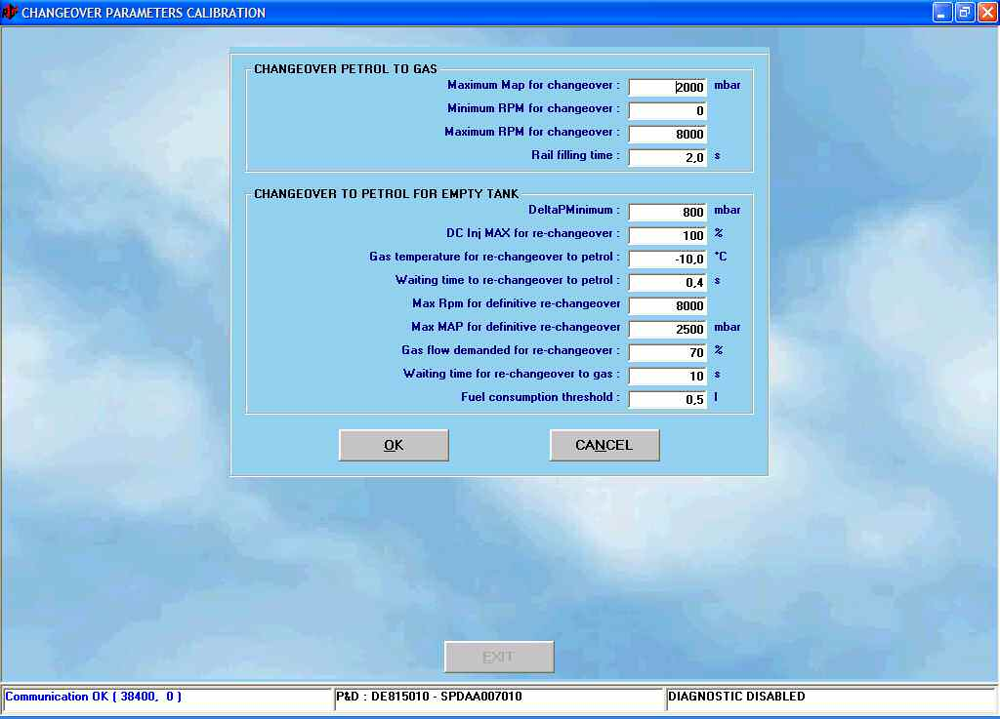 CHANGEOVER PARAMETERS CALIBRATION
CHANGEOVER PETROL TO GAS
Maximum Map for changeover : 2000 mbar
Minimum RPM for changeover : 0
Maximum RPM for changeover : 8000
Rail filling time : 2,0 s
CHANGEOVER TO PETROL FOR EMPTY TANK
DeltaPMinimum : 800 mbar
DC Inj MAX for re-changeover : 100 %
Gas temperature for re-changeover to petrol : -10,0 °C
Waiting time to re-changeover to petrol : 0,4 s
Max Rpm for definitive re-changeover 8000
Max MAP for definitive re-changeover 2500 mbar
Gas flow demanded for re-changeover : 70 %
Waiting time for re-changeover to gas : 10 s
Fuel consumption threshold : 0,5 l
OK CANCEL
EXIT
Communication OK ( 38400, 0 ) P&D : DE815010 - SPDAA007010 DIAGNOSTIC DISABLED